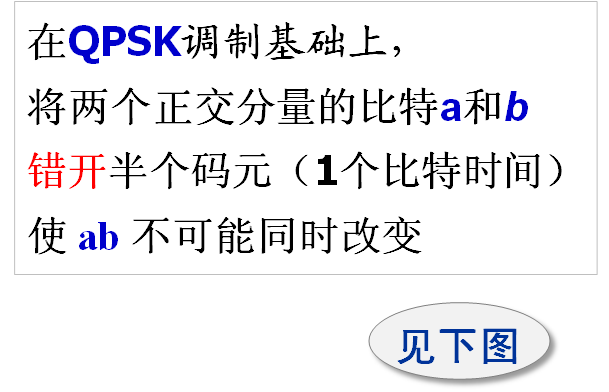 在QPSK调制基础上，
将两个正交分量的比特a和b
错开半个码元（1个比特时间）
使 ab 不可能同时改变
见下图